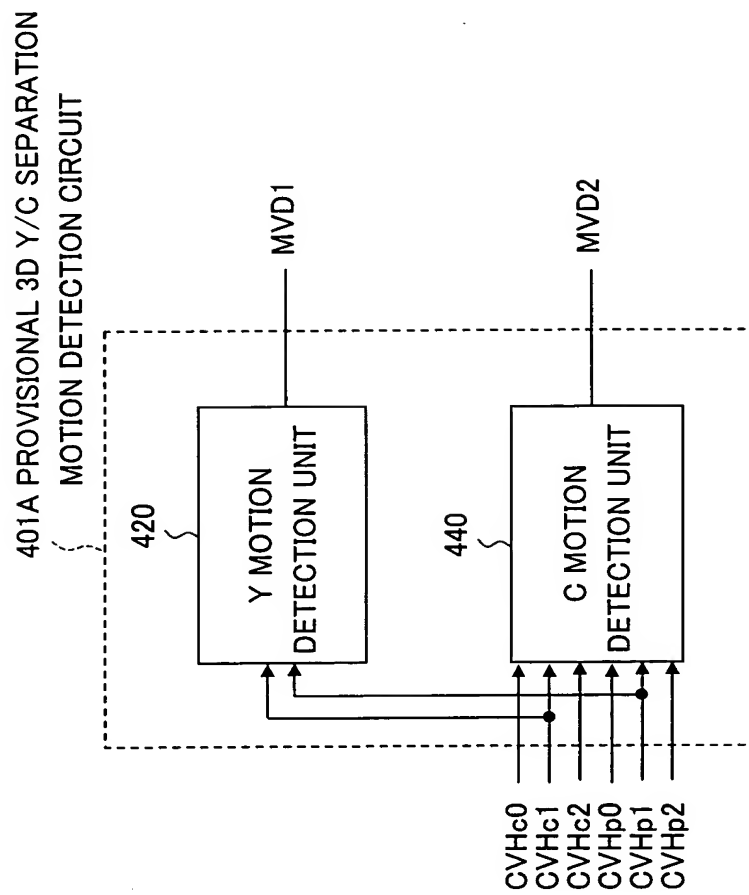 401A PROVISIONAL 3D Y/C SEPARATION
MOTION DETECTION CIRCUIT
420
Y MOTION
DETECTION UNIT
MVD1
440
C MOTION
DETECTION UNIT
MVD2
CVHc0
CVHc1
CVHc2
CVHp0
CVHp1
CVHp2